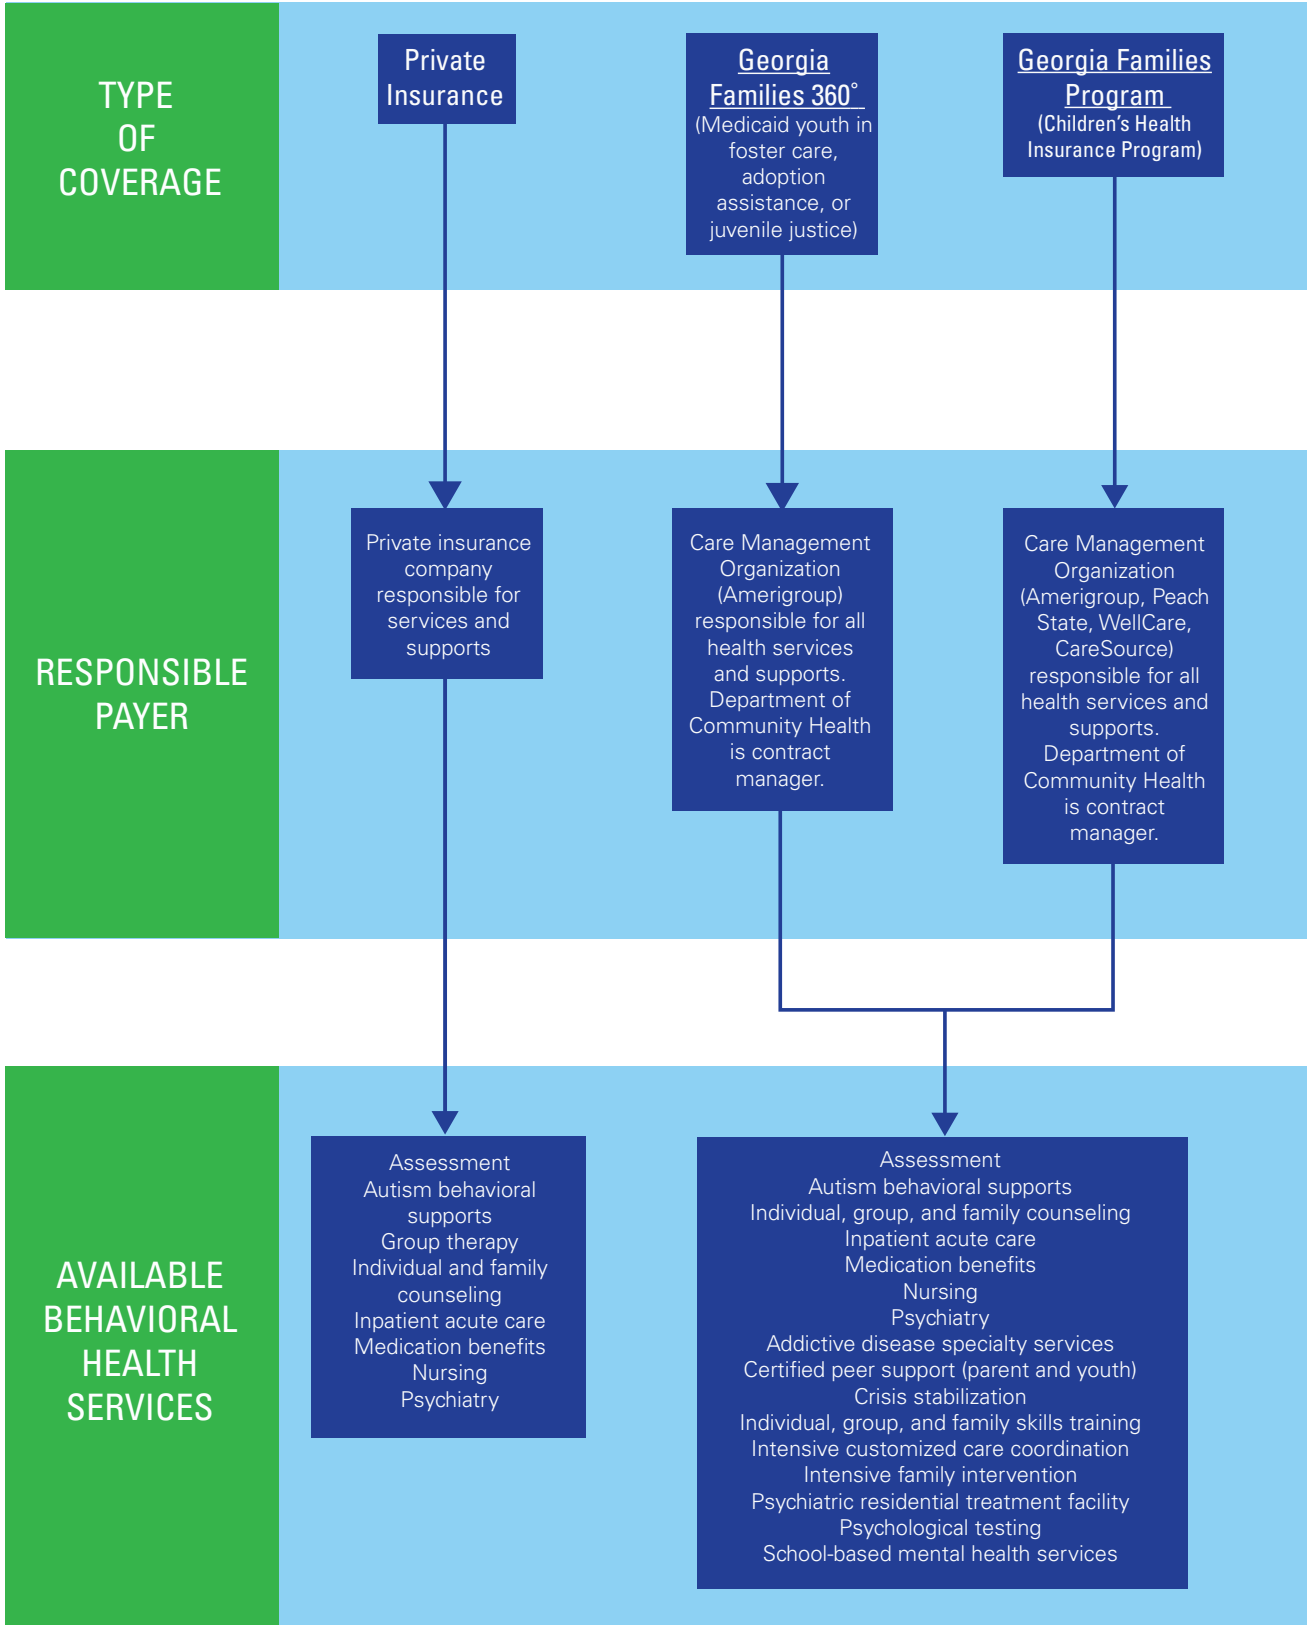 TYPE
OF
COVERAGE
Private
Insurance
Georgia
Families 360°
(Medicaid youth in
foster care,
adoption
assistance, or
juvenile justice)
Georgia Families
Program
(Children's Health
Insurance Program)
RESPONSIBLE
PAYER
Private insurance
company
responsible for
services and
supports
Care Management
Organization
(Amerigroup)
responsible for all
health services
and supports.
Department of
Community Health
is contract
manager.
Care Management
Organization
(Amerigroup, Peach
State, WellCare,
CareSource)
responsible for all
health services and
supports.
Department of
Community Health
is contract
manager.
AVAILABLE
BEHAVIORAL
HEALTH
SERVICES
Assessment
Autism behavioral
supports
Group therapy
Individual and family
counseling
Inpatient acute care
Medication benefits
Nursing
Psychiatry
Assessment
Autism behavioral supports
Individual, group, and family counseling
Inpatient acute care
Medication benefits
Nursing
Psychiatry
Addictive disease specialty services
Certified peer support (parent and youth)
Crisis stabilization
Individual, group, and family skills training
Intensive customized care coordination
Intensive family intervention
Psychiatric residential treatment facility
Psychological testing
School-based mental health services